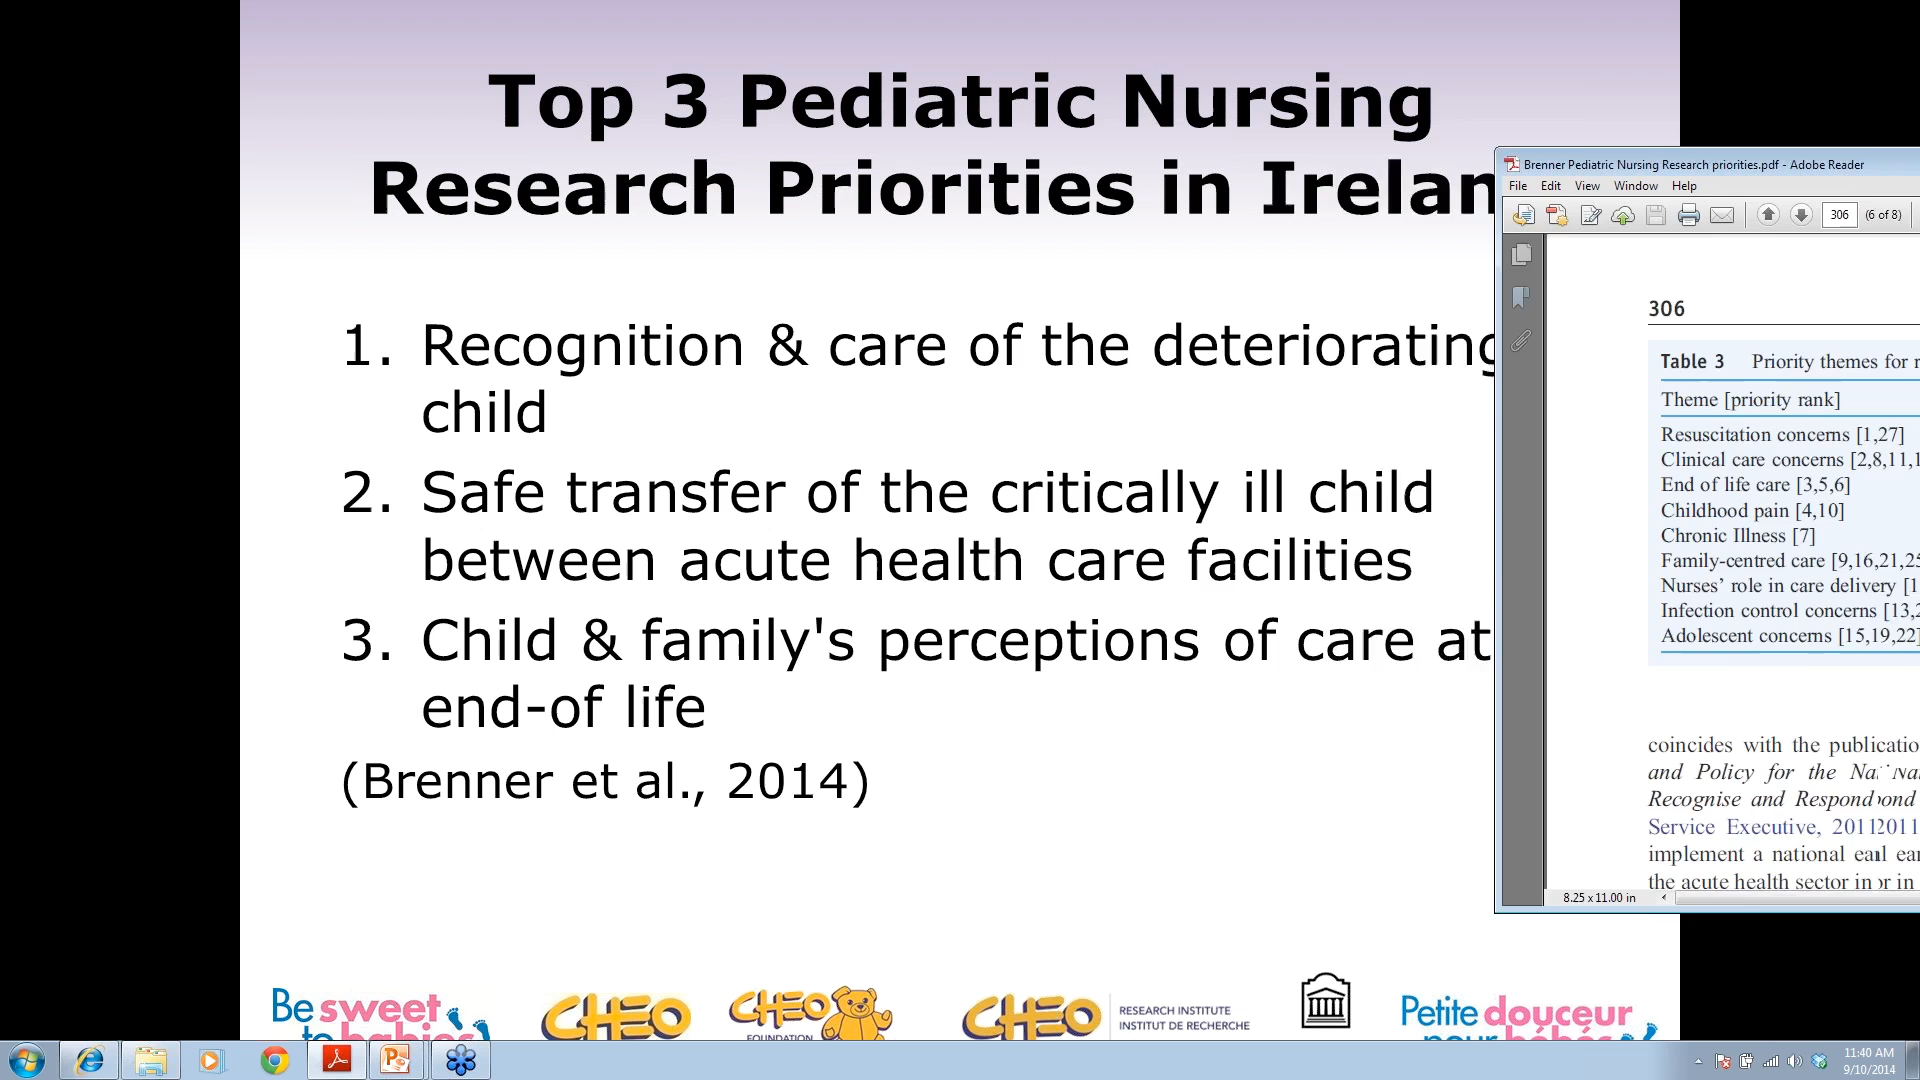 Top 3 Pediatric Nursing
Research Priorities in Irelan
1. Recognition & care of the deteriorating
child
2. Safe transfer of the critically ill child
between acute health care facilities
3. Child & family's perceptions of care at
end-of life
(Brenner et al., 2014)
Brenner Pediatric Nursing Research priorities.pdf - Adobe Reader
File Edit View Window Help
306 (6 of 8)
306
Table 3 Priority themes for r
Theme [priority rank]
Resuscitation concerns [1,27]
Clinical care concerns [2,8,11,1
End of life care [3,5,6]
Childhood pain [4,10]
Chronic Illness [7]
Family-centred care [9,16,21,25
Nurses' role in care delivery [1
Infection control concerns [13,2
Adolescent concerns [15,19,22]
coincides with the publicatio
and Policy for the Na
Recognise and Respond
Service Executive, 2011
implement a national
the acute health sector in
8.25 x 11.00 in
Be sweet
to babies
CHEO
CHEO
FOUNDATION
CHEO
RESEARCH INSTITUTE
INSTITUT DE RECHERCHE
Petite douceur
pour bébés
11:40 AM
9/10/2014